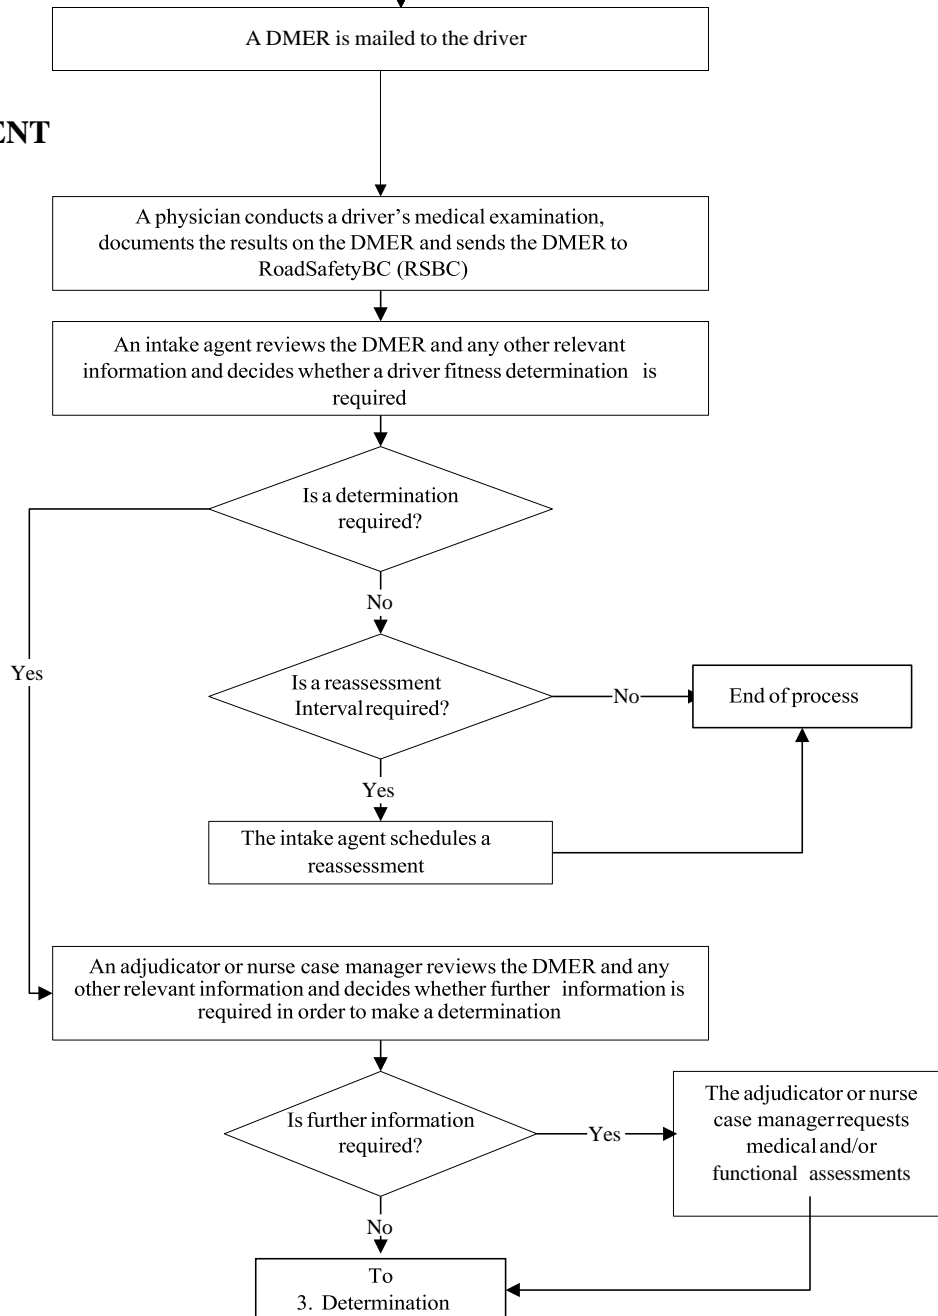 A DMER is mailed to the driver
ENT
A physician conducts a driver's medical examination,
documents the results on the DMER and sends the DMER to
RoadSafetyBC (RSBC)
An intake agent reviews the DMER and any other relevant
information and decides whether a driver fitness determination is
required
Is a determination
required?
No
Yes
Is a reassessment
Interval required?
No
End of process
Yes
The intake agent schedules a
reassessment
An adjudicator or nurse case manager reviews the DMER and any
other relevant information and decides whether further information is
required in order to make a determination
Is further information
required?
Yes
The adjudicator or nurse
case manager requests
medical and/or
functional assessments
No
To
3. Determination